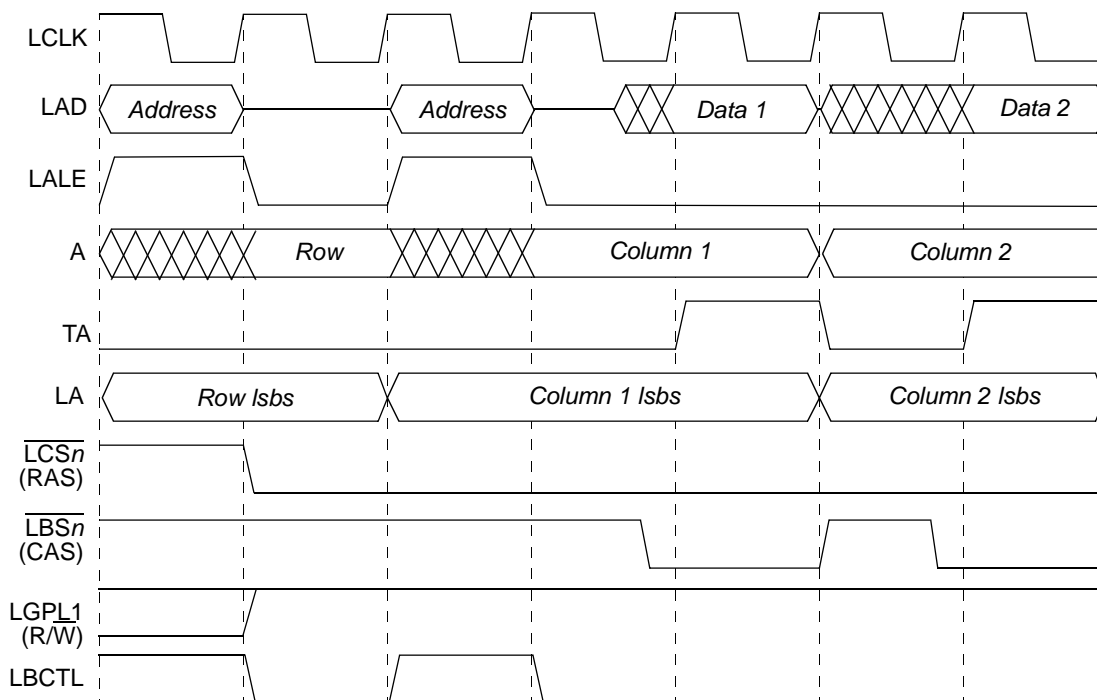 LCLK
LAD Address Address Data 1 Data 2
LALE
A Row Column 1 Column 2
TA
LA Row lsbs Column 1 lsbs Column 2 lsbs
LCSn
(RAS)
LBSn
(CAS)
LGPL1
(R/W)
LBCTL